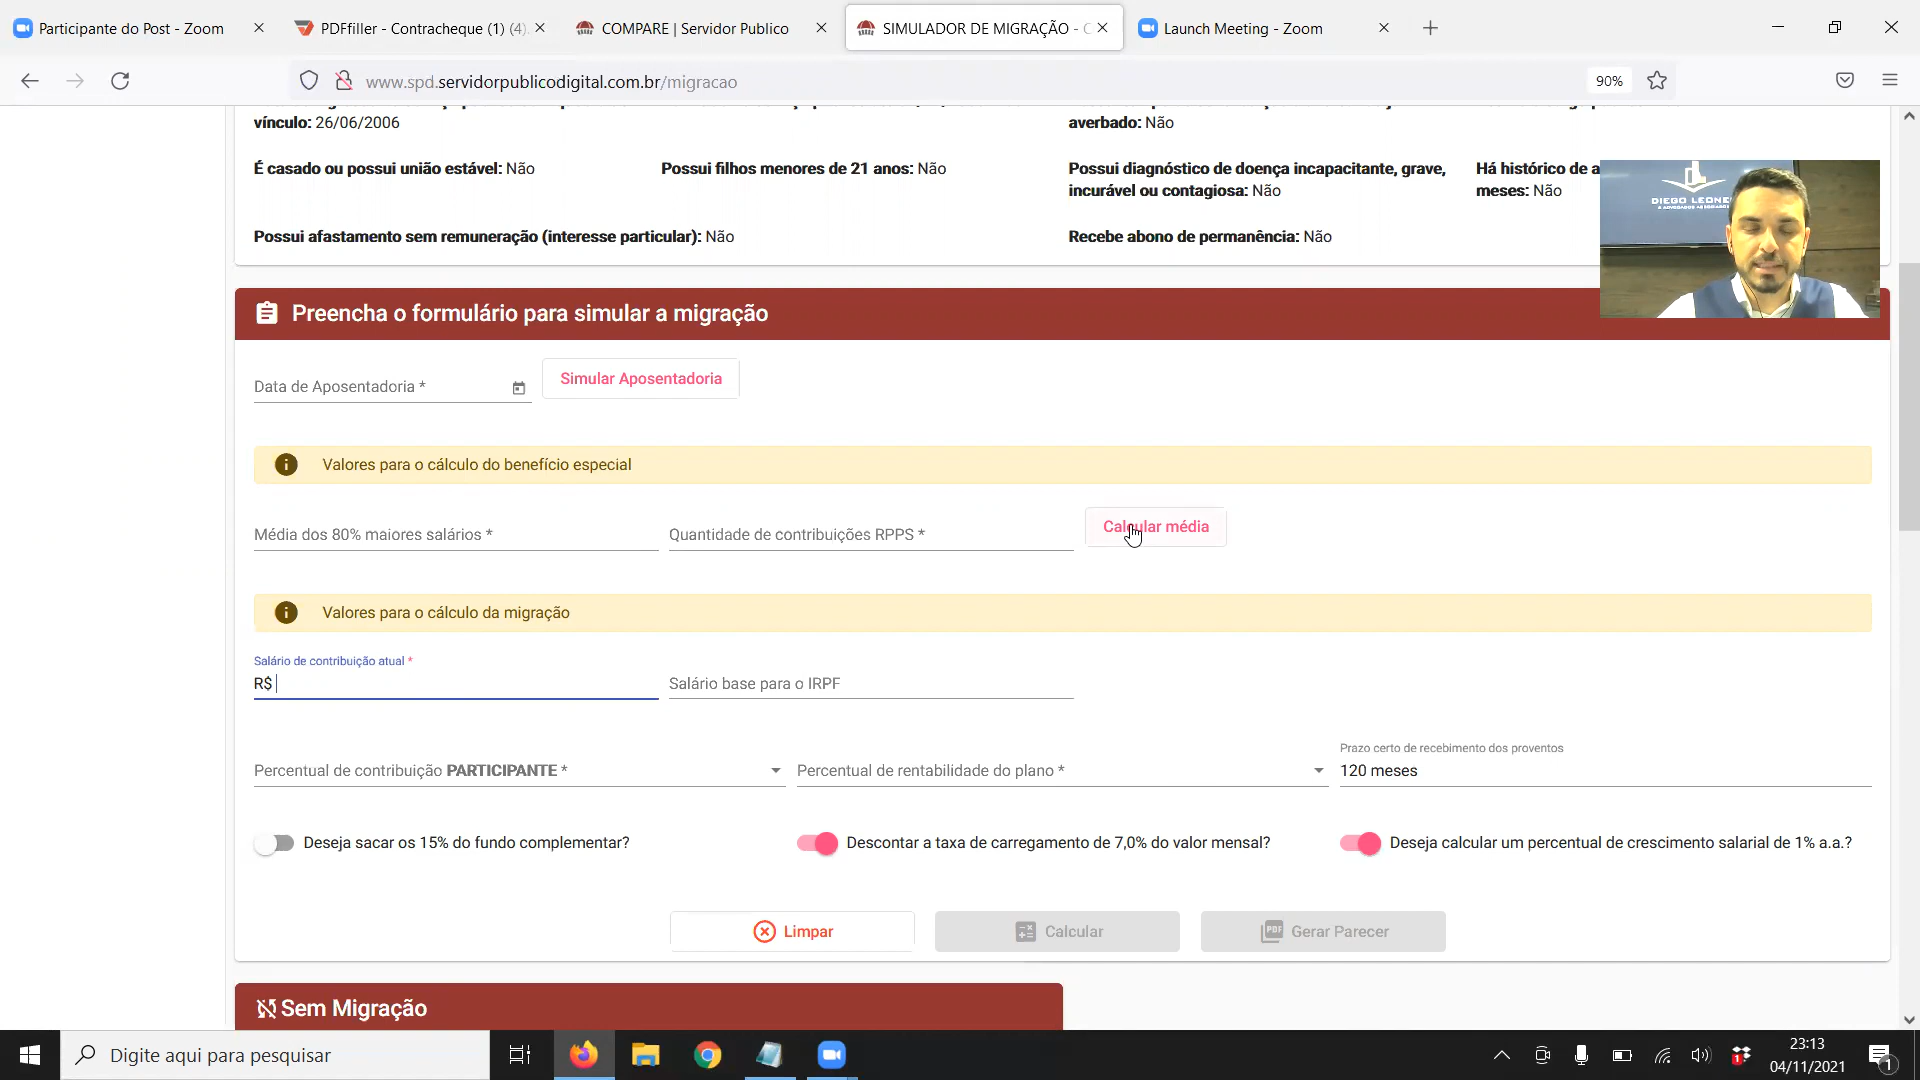 Participante do Post - Zoom
PDFfiller - Contracheque (1) (4)
COMPARE | Servidor Publico
SIMULADOR DE MIGRAÇÃO - C
Launch Meeting - Zoom
www.spd.servidorpublicodigital.com.br/migracao
90%
vínculo: 26/06/2006
averbado: Não
É casado ou possui união estável: Não
Possui filhos menores de 21 anos: Não
Possui diagnóstico de doença incapacitante, grave,
incurável ou contagiosa: Não
Há histórico de a
meses: Não
Possui afastamento sem remuneração (interesse particular): Não
Recebe abono de permanência: Não
DIEGO LEONE
Preencha o formulário para simular a migração
Data de Aposentadoria *
Simular Aposentadoria
Valores para o cálculo do benefício especial
Média dos 80% maiores salários *
Quantidade de contribuições RPPS *
Calcular média
Valores para o cálculo da migração
Salário de contribuição atual *
R$
Salário base para o IRPF
Percentual de contribuição PARTICIPANTE *
Percentual de rentabilidade do plano *
Prazo certo de recebimento dos proventos
120 meses
Deseja sacar os 15% do fundo complementar?
Descontar a taxa de carregamento de 7,0% do valor mensal?
Deseja calcular um percentual de crescimento salarial de 1% a.a.?
Limpar
Calcular
PDF Gerar Parecer
Sem Migração
Digite aqui para pesquisar
23:13
04/11/2021
1
1